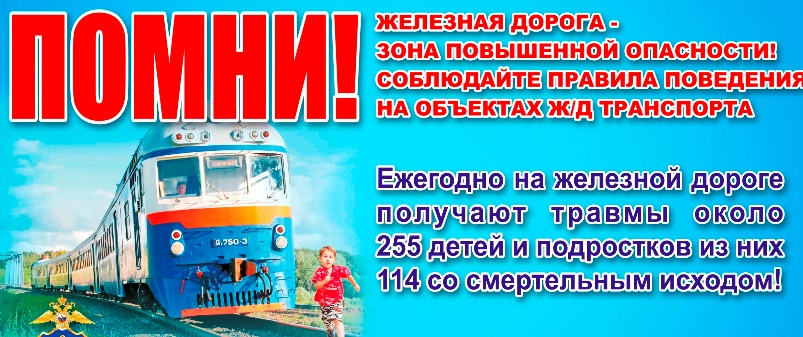 ПОМНИ!
ЖЕЛЕЗНАЯ ДОРОГА -
ЗОНА ПОВЫШЕННОЙ ОПАСНОСТИ!
СОБЛЮДАЙТЕ ПРАВИЛА ПОВЕДЕНИЯ
НА ОБЪЕКТАХ Ж/Д ТРАНСПОРТА
Ежегодно на железной дороге
получают травмы около
255 детей и подростков из них
114 со смертельным исходом!
Д.750-3